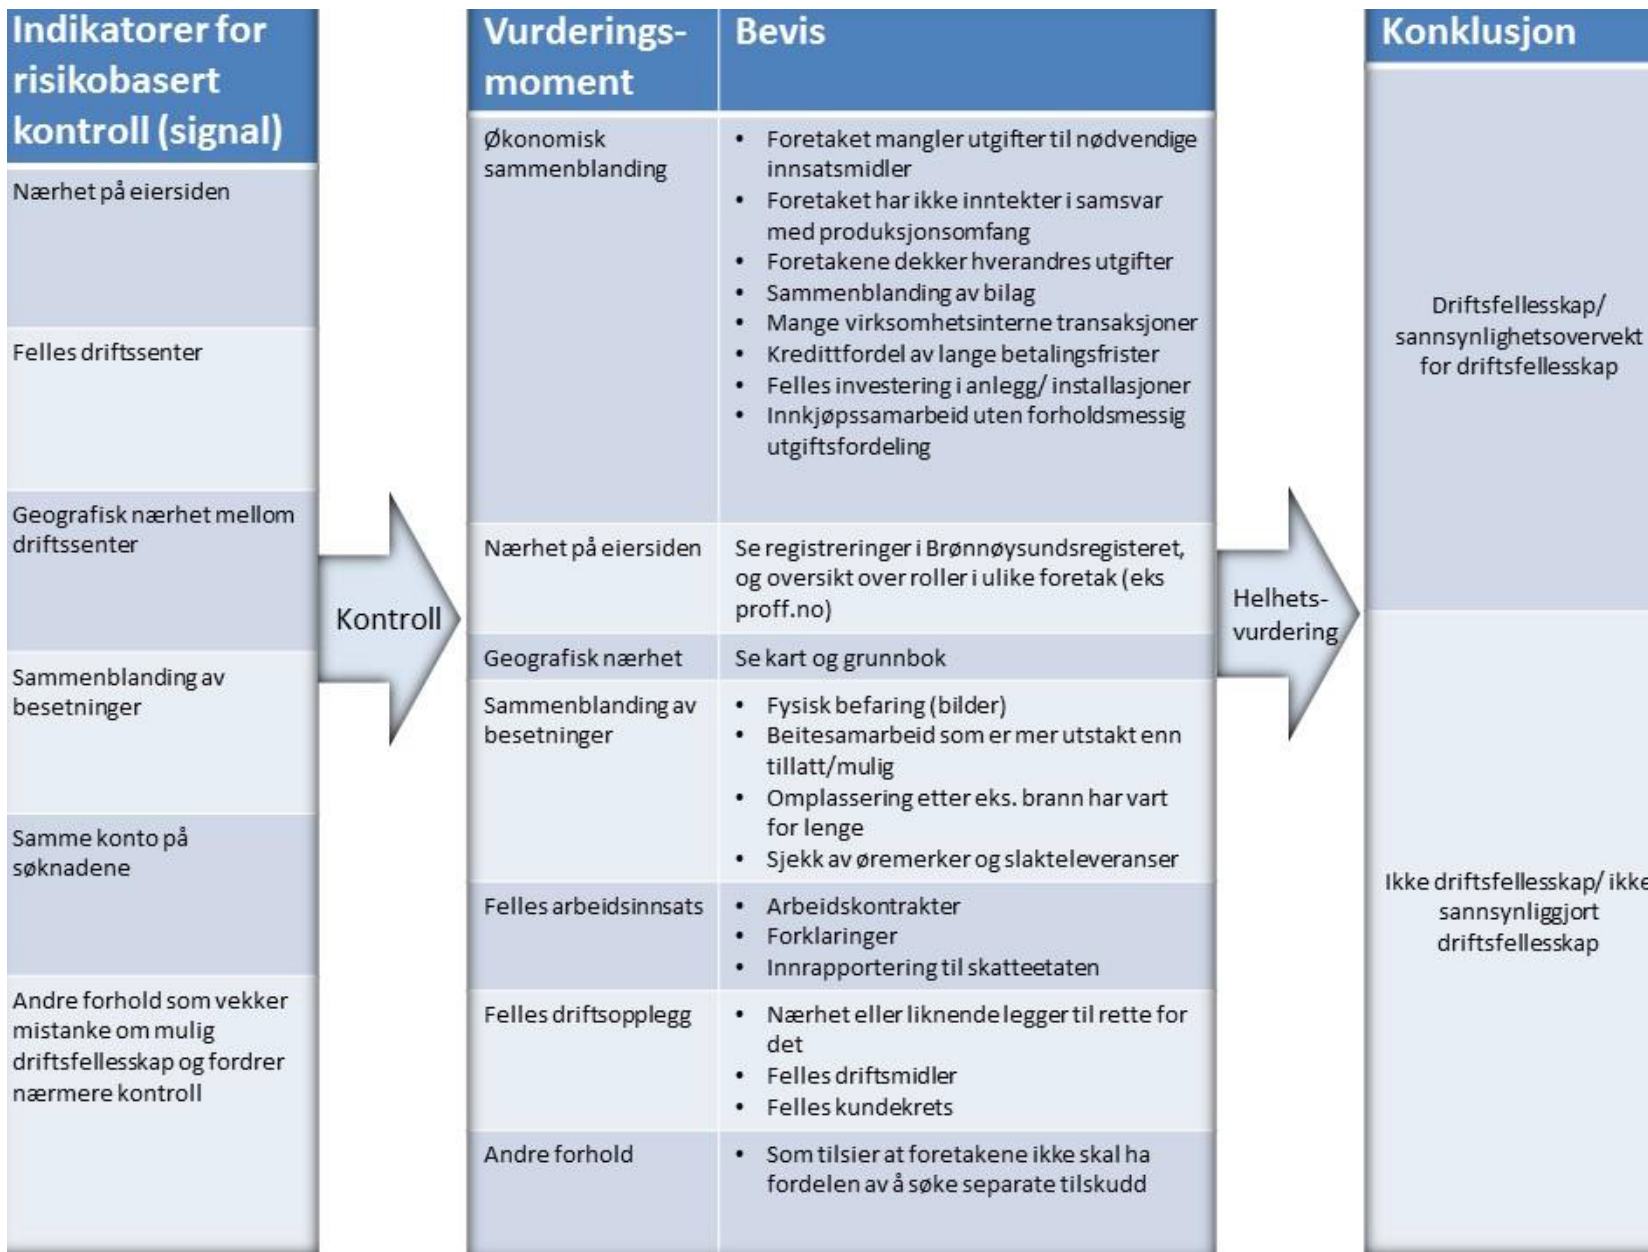 Indikatorer for
risikobasert
kontroll (signal)
Nærhet på eiersiden
Felles driftssenter
Geografisk nærhet mellom
driftssenter
Sammenblanding av
besetninger
Samme konto på
søknadene
Andre forhold som vekker
mistanke om mulig
driftsfellesskap og fordrer
nærmere kontroll
Kontroll
Vurderings-
moment
Bevis
Økonomisk
sammenblanding
• Foretaket mangler utgifter til nødvendige
innsatsmidler
• Foretaket har ikke inntekter i samsvar
med produksjonsomfang
• Foretakene dekker hverandres utgifter
• Sammenblanding av bilag
• Mange virksomhetsinterne transaksjoner
• Kredittfordel av lange betalingsfrister
• Felles investering i anlegg/ installasjoner
• Innkjøpssamarbeid uten forholdsmessig
utgiftsfordeling
Nærhet på eiersiden
Se registreringer i Brønnøysundsregisteret,
og oversikt over roller i ulike foretak (eks
proff.no)
Geografisk nærhet
Se kart og grunnbok
Sammenblanding av
besetninger
• Fysisk befaring (bilder)
• Beitesamarbeid som er mer utstakt enn
tillatt/mulig
• Omplassering etter eks. brann har vart
for lenge
• Sjekk av øremerker og slakteleveranser
Felles arbeidsinnsats
• Arbeidskontrakter
• Forklaringer
• Innrapportering til skatteetaten
Felles driftsopplegg
• Nærhet eller liknende legger til rette for
det
• Felles driftsmidler
• Felles kundekrets
Andre forhold
• Som tilsier at foretakene ikke skal ha
fordelen av å søke separate tilskudd
Helhets-
vurdering
Konklusjon
Driftsfellesskap/
sannsynlighetsovervekt
for driftsfellesskap
Ikke driftsfellesskap/ ikke
sannsynliggjort
driftsfellesskap